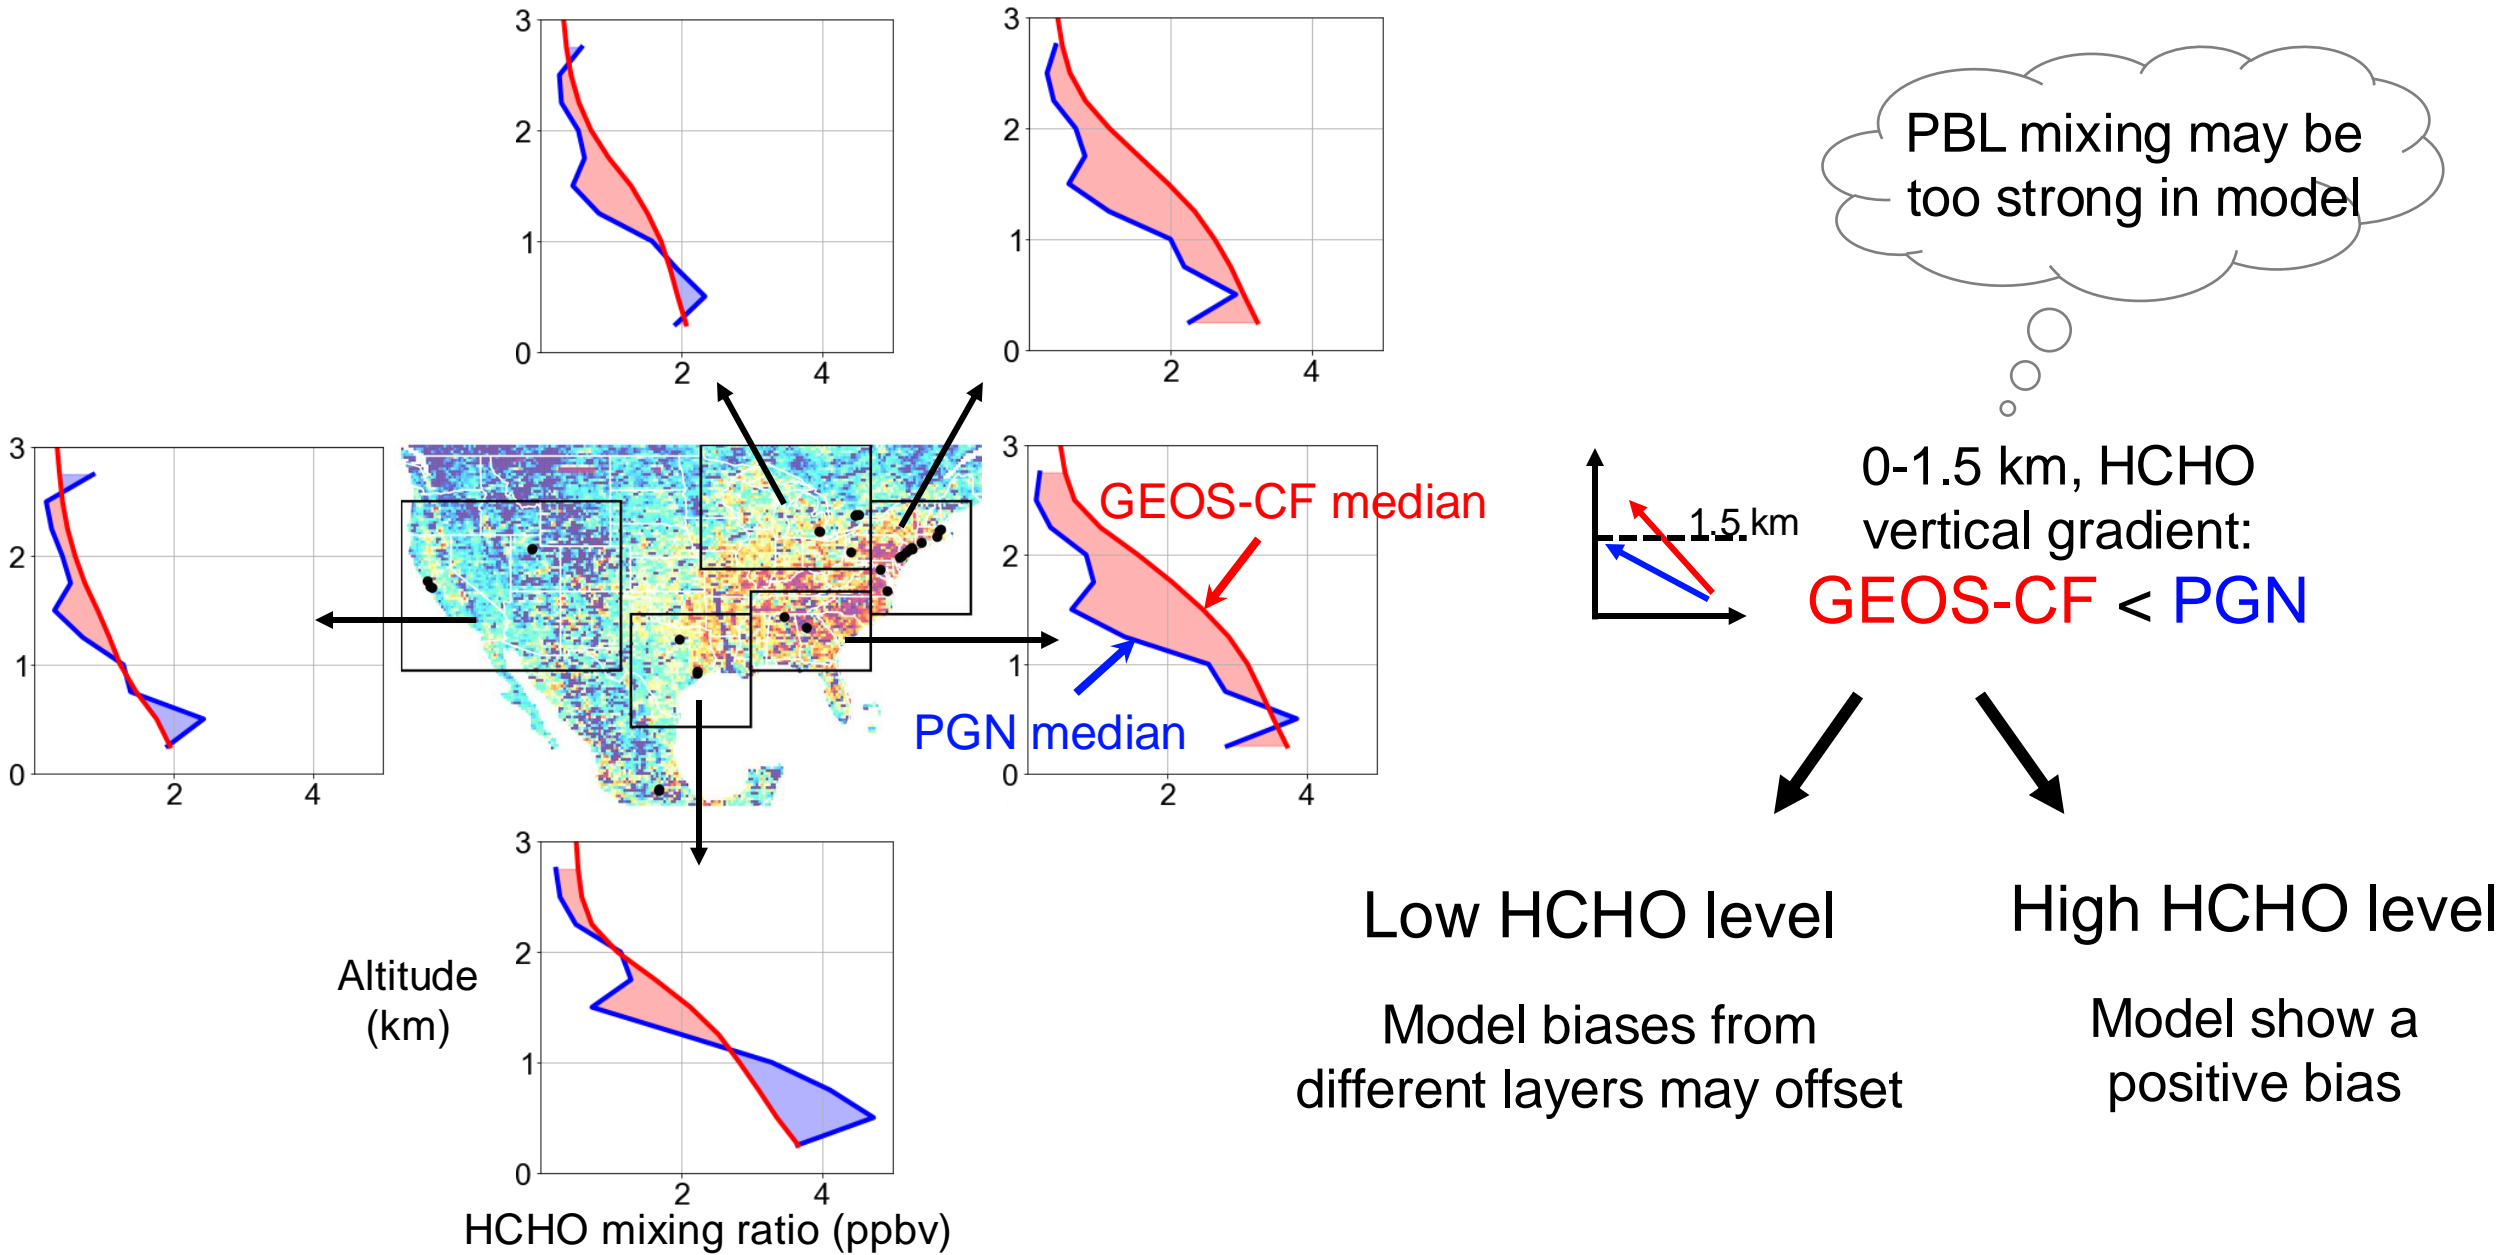 3
2
1
0
2
4
3
2
1
0
2
4
PBL mixing may be
too strong in model
3
2
1
0
2
4
3
2
1
0
2
4
GEOS-CF median
PGN median
1.5 km
0-1.5 km, HCHO
vertical gradient:
GEOS-CF < PGN
3
2
1
0
2
4
Altitude
(km)
HCHO mixing ratio (ppbv)
Low HCHO level
Model biases from
different layers may offset
High HCHO level
Model show a
positive bias